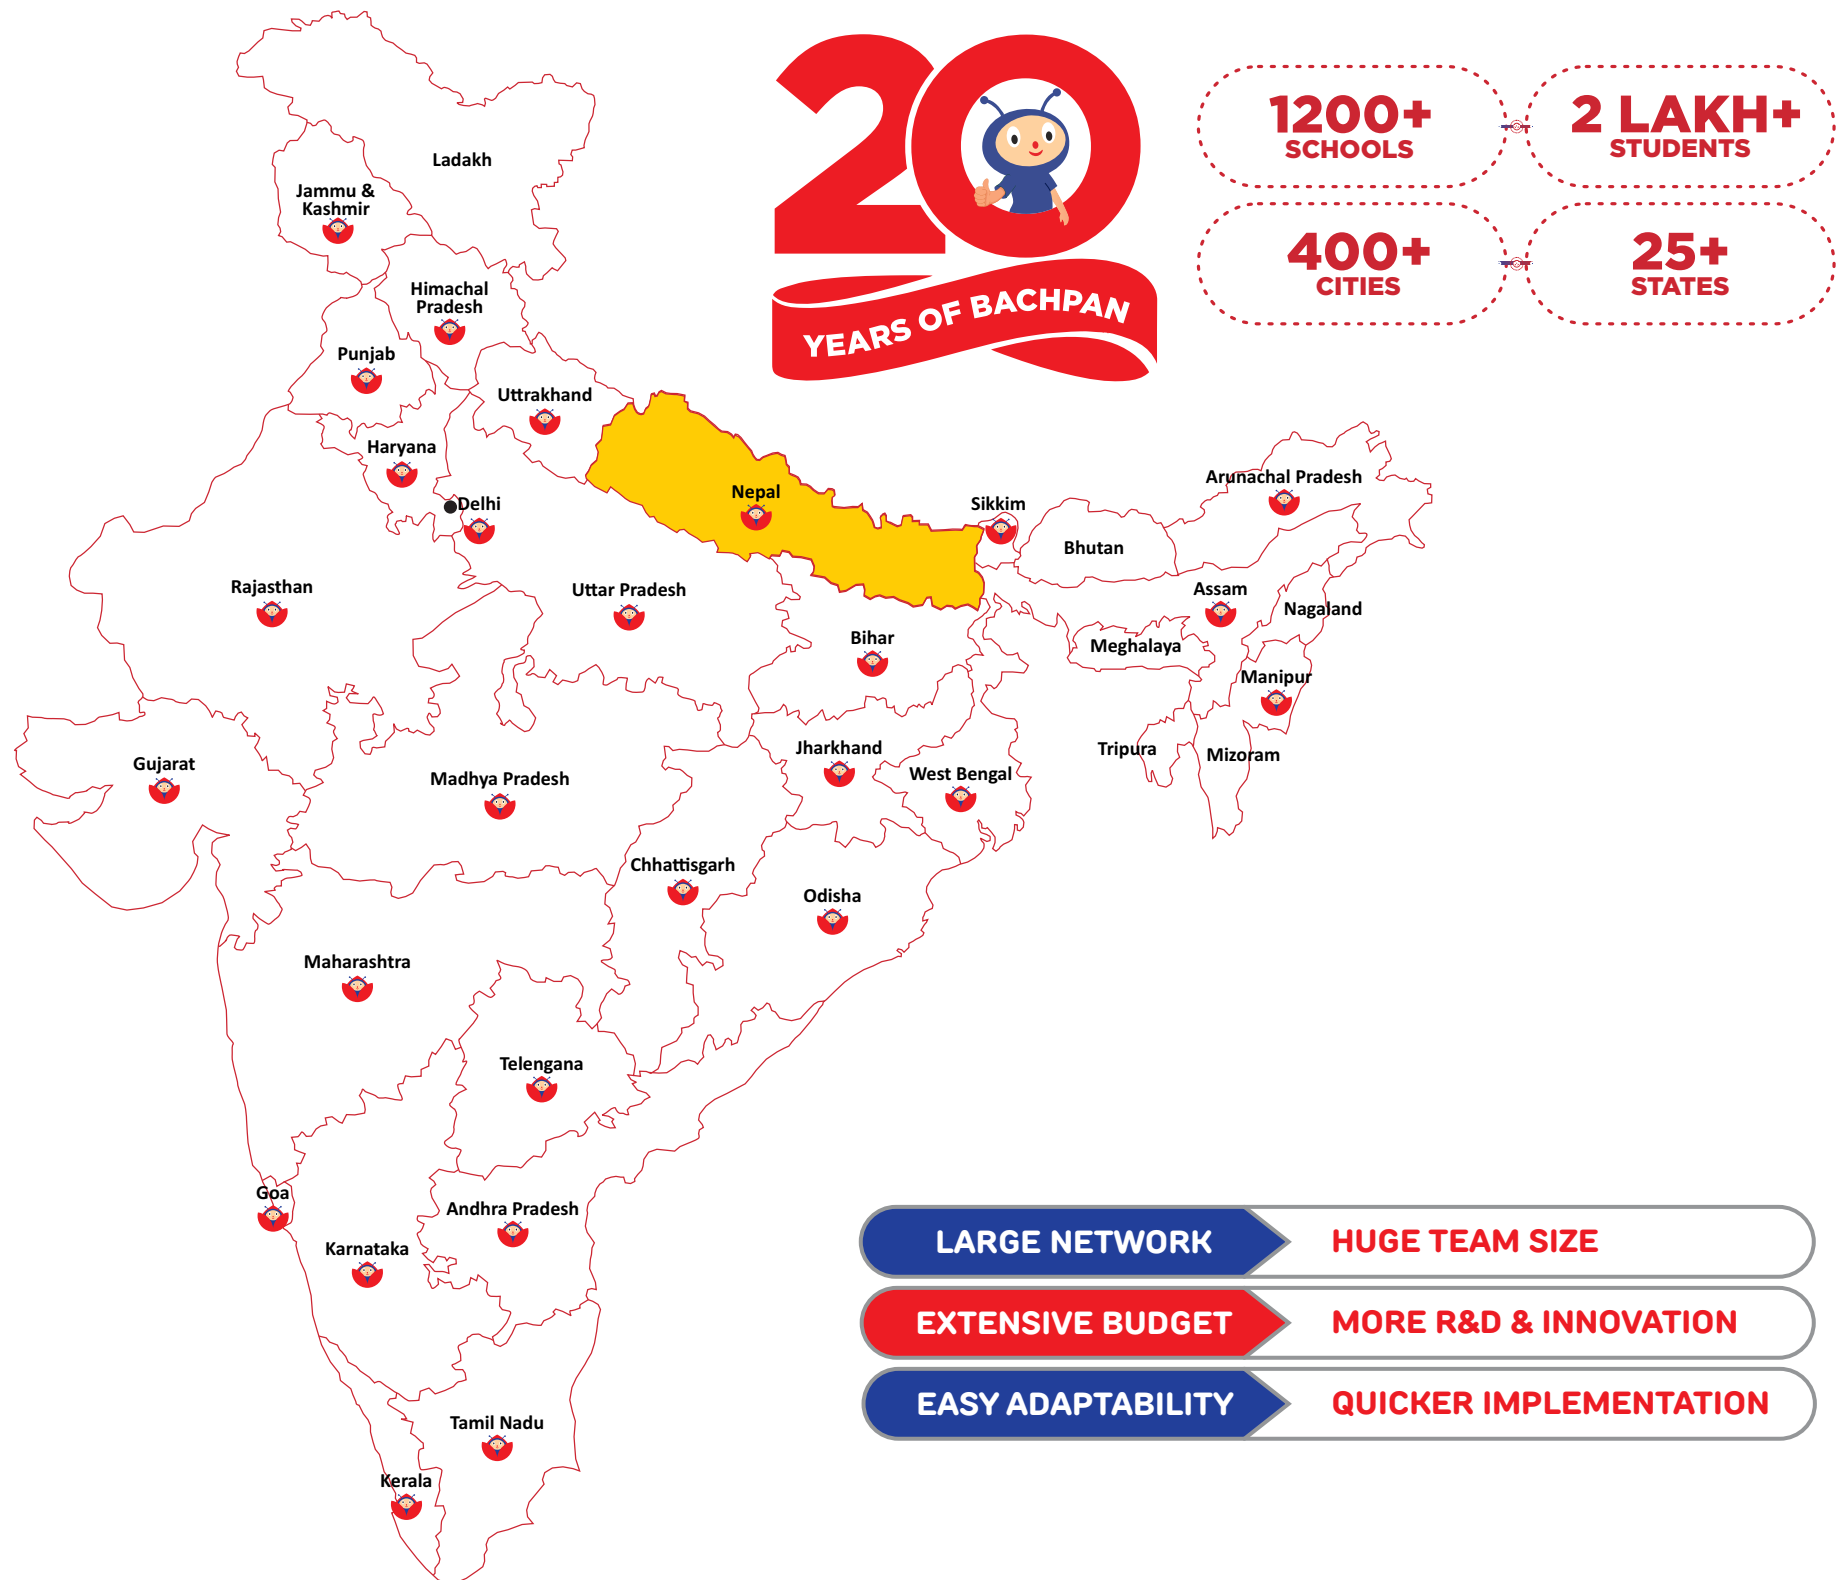 20
YEARS OF BACHPAN
1200+
SCHOOLS
2 LAKH+
STUDENTS
400+
CITIES
25+
STATES
Ladakh
Jammu &
Kashmir
Himachal
Pradesh
Punjab
Uttrakhand
Haryana
Delhi
Nepal
Sikkim
Arunachal Pradesh
Bhutan
Rajasthan
Uttar Pradesh
Assam
Nagaland
Bihar
Meghalaya
Manipur
Gujarat
Madhya Pradesh
Jharkhand
West Bengal
Tripura
Mizoram
Chhattisgarh
Odisha
Maharashtra
Telengana
Goa
Andhra Pradesh
Karnataka
Tamil Nadu
Kerala
LARGE NETWORK
HUGE TEAM SIZE
EXTENSIVE BUDGET
MORE R&D & INNOVATION
EASY ADAPTABILITY
QUICKER IMPLEMENTATION